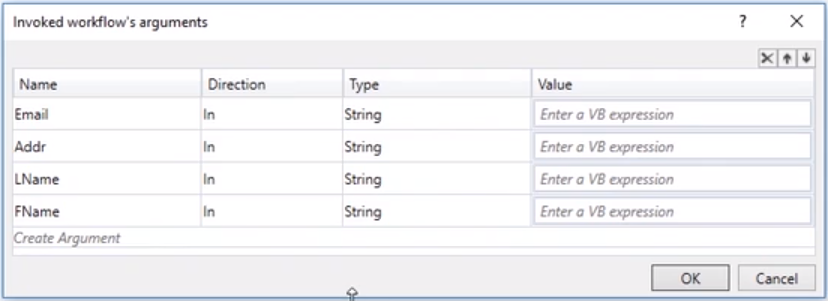 Invoked workflow's arguments ? X
Name Direction Type Value
Email In String Enter a VB expression
Addr In String Enter a VB expression
LName In String Enter a VB expression
FName In String Enter a VB expression
Create Argument
OK Cancel